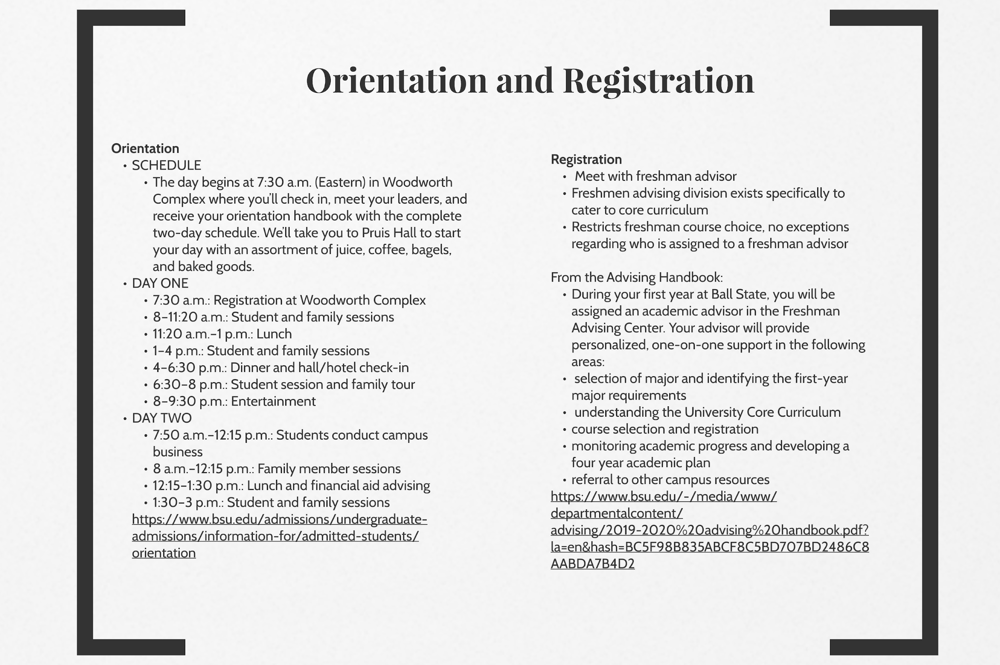 Orientation and Registration
Orientation
• SCHEDULE
• The day begins at 7:30 a.m. (Eastern) in Woodworth
Complex where you’ll check in, meet your leaders, and
receive your orientation handbook with the complete
two-day schedule. We’ll take you to Pruis Hall to start
your day with an assortment of juice, coffee, bagels,
and baked goods.
• DAY ONE
• 7:30 a.m.: Registration at Woodworth Complex
• 8–11:20 a.m.: Student and family sessions
• 11:20 a.m.–1 p.m.: Lunch
• 1–4 p.m.: Student and family sessions
• 4–6:30 p.m.: Dinner and hall/hotel check-in
• 6:30–8 p.m.: Student session and family tour
• 8–9:30 p.m.: Entertainment
• DAY TWO
• 7:50 a.m.–12:15 p.m.: Students conduct campus
business
• 8 a.m.–12:15 p.m.: Family member sessions
• 12:15–1:30 p.m.: Lunch and financial aid advising
• 1:30–3 p.m.: Student and family sessions
https://www.bsu.edu/admissions/undergraduate-
admissions/information-for/admitted-students/
orientation
Registration
• Meet with freshman advisor
• Freshmen advising division exists specifically to
cater to core curriculum
• Restricts freshman course choice, no exceptions
regarding who is assigned to a freshman advisor
From the Advising Handbook:
• During your first year at Ball State, you will be
assigned an academic advisor in the Freshman
Advising Center. Your advisor will provide
personalized, one-on-one support in the following
areas:
• selection of major and identifying the first-year
major requirements
• understanding the University Core Curriculum
• course selection and registration
• monitoring academic progress and developing a
four year academic plan
• referral to other campus resources
https://www.bsu.edu/-/media/www/
departmentalcontent/
advising/2019-2020%20advising%20handbook.pdf?
la=en&hash=BC5F98B835ABCF8C5BD707BD2486C8
AABDA7B4D2